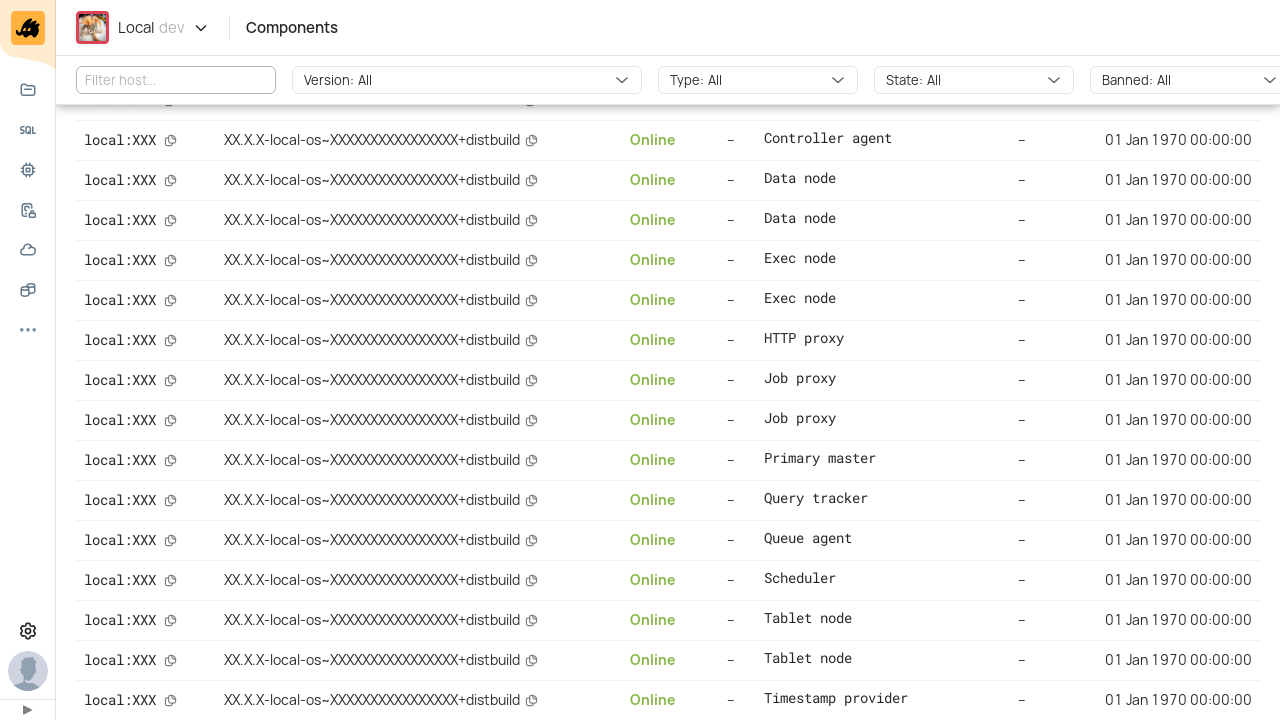 Local dev Components
Filter host... Version: All Type: All State: All Banned: All
SQL
local:XXX XX.X.X-local-os~XXXXXXXXXXXXXXXX+distbuild Online – Controller agent – 01 Jan 1970 00:00:00
local:XXX XX.X.X-local-os~XXXXXXXXXXXXXXXX+distbuild Online – Data node – 01 Jan 1970 00:00:00
local:XXX XX.X.X-local-os~XXXXXXXXXXXXXXXX+distbuild Online – Data node – 01 Jan 1970 00:00:00
local:XXX XX.X.X-local-os~XXXXXXXXXXXXXXXX+distbuild Online – Exec node – 01 Jan 1970 00:00:00
local:XXX XX.X.X-local-os~XXXXXXXXXXXXXXXX+distbuild Online – Exec node – 01 Jan 1970 00:00:00
local:XXX XX.X.X-local-os~XXXXXXXXXXXXXXXX+distbuild Online – HTTP proxy – 01 Jan 1970 00:00:00
local:XXX XX.X.X-local-os~XXXXXXXXXXXXXXXX+distbuild Online – Job proxy – 01 Jan 1970 00:00:00
local:XXX XX.X.X-local-os~XXXXXXXXXXXXXXXX+distbuild Online – Job proxy – 01 Jan 1970 00:00:00
local:XXX XX.X.X-local-os~XXXXXXXXXXXXXXXX+distbuild Online – Primary master – 01 Jan 1970 00:00:00
local:XXX XX.X.X-local-os~XXXXXXXXXXXXXXXX+distbuild Online – Query tracker – 01 Jan 1970 00:00:00
local:XXX XX.X.X-local-os~XXXXXXXXXXXXXXXX+distbuild Online – Queue agent – 01 Jan 1970 00:00:00
local:XXX XX.X.X-local-os~XXXXXXXXXXXXXXXX+distbuild Online – Scheduler – 01 Jan 1970 00:00:00
local:XXX XX.X.X-local-os~XXXXXXXXXXXXXXXX+distbuild Online – Tablet node – 01 Jan 1970 00:00:00
local:XXX XX.X.X-local-os~XXXXXXXXXXXXXXXX+distbuild Online – Tablet node – 01 Jan 1970 00:00:00
local:XXX XX.X.X-local-os~XXXXXXXXXXXXXXXX+distbuild Online – Timestamp provider – 01 Jan 1970 00:00:00